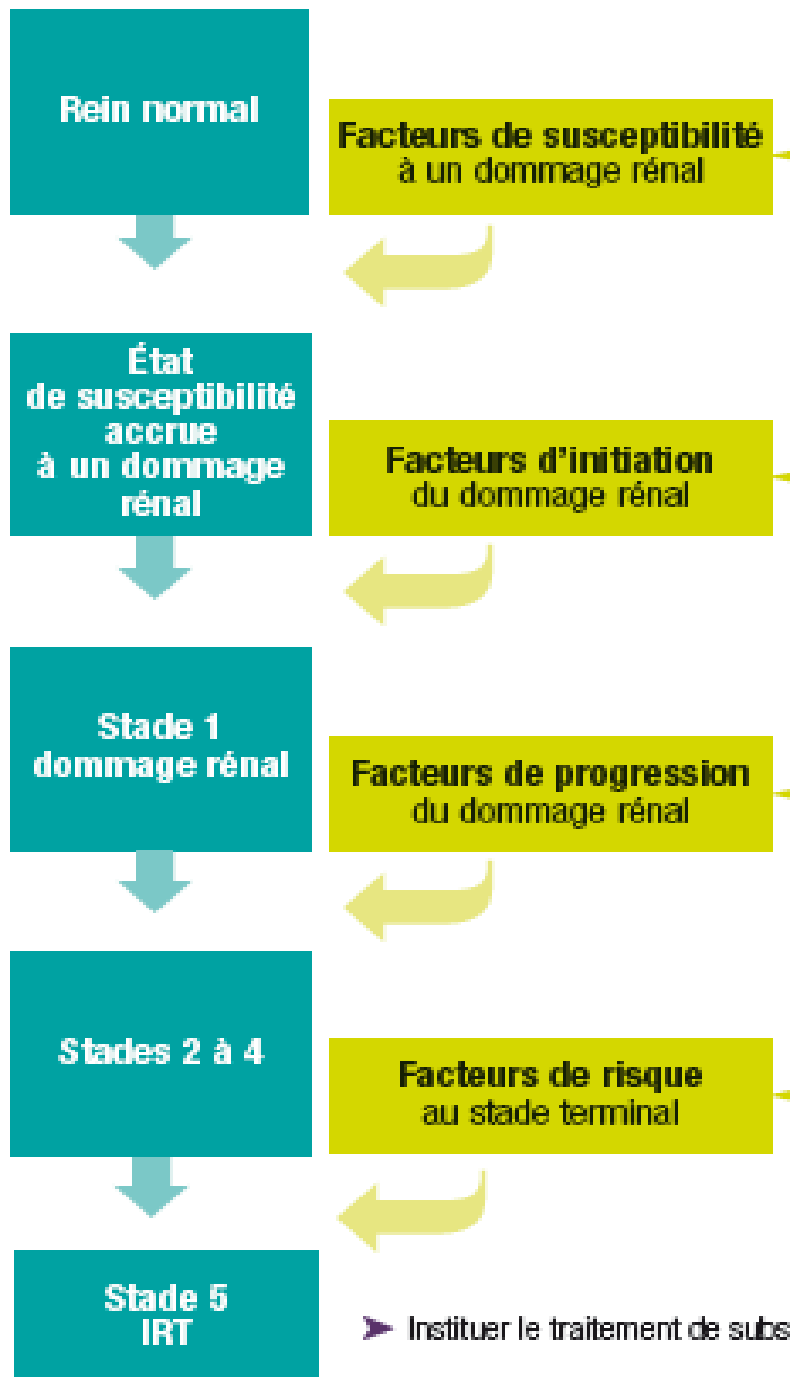 Rein normal
Facteurs de susceptibilité
à un dommage rénal
État
de susceptibilité
accrue
à un dommage
rénal
Facteurs d'initiation
du dommage rénal
Stade 1
dommage rénal
Facteurs de progression
du dommage rénal
Stades 2 à 4
Facteurs de risque
au stade terminal
Stade 5
IRT
➤ Instituer le traitement de subs